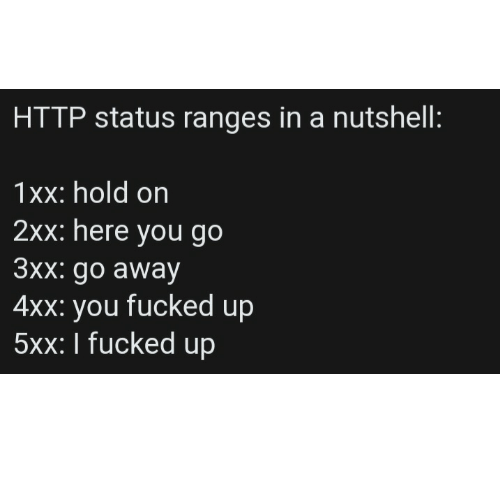 HTTP status ranges in a nutshell:
1xx: hold on
2xx: here you go
3xx: go away
4xx: you fucked up
5xx: I fucked up